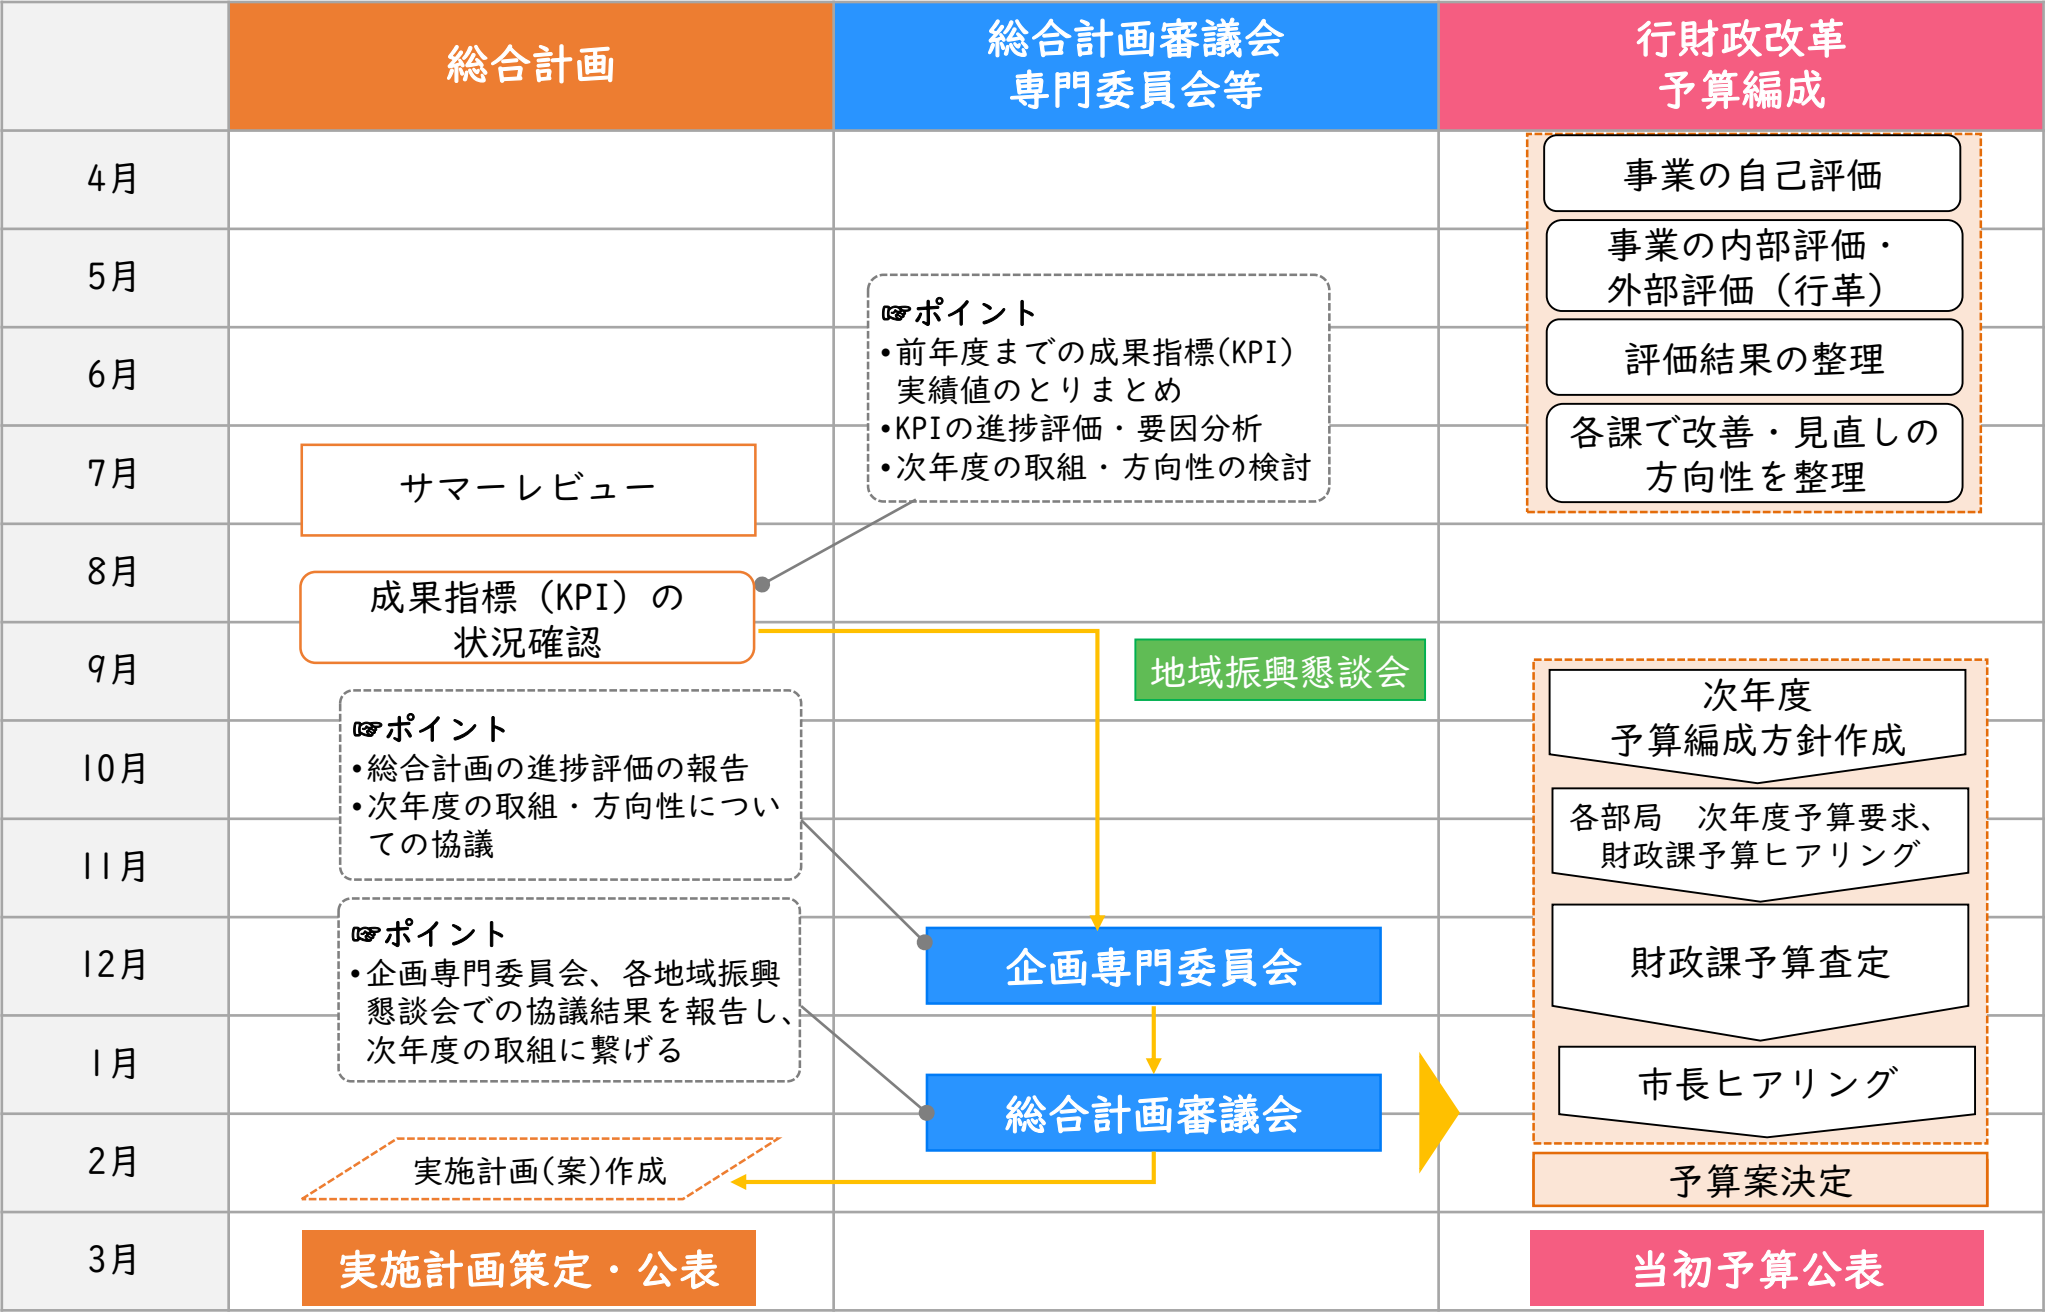 総合計画
総合計画審議会
専門委員会等
行財政改革
予算編成
4月
事業の自己評価
5月
事業の内部評価・
外部評価（行革）
☞ポイント
•前年度までの成果指標(KPI)
実績値のとりまとめ
•KPIの進捗評価・要因分析
•次年度の取組・方向性の検討
6月
評価結果の整理
7月
サマーレビュー
各課で改善・見直しの
方向性を整理
8月
成果指標（KPI）の
状況確認
9月
地域振興懇談会
次年度
予算編成方針作成
☞ポイント
•総合計画の進捗評価の報告
•次年度の取組・方向性につい
ての協議
10月
各部局　次年度予算要求、
財政課予算ヒアリング
11月
☞ポイント
•企画専門委員会、各地域振興
懇談会での協議結果を報告し、
次年度の取組に繋げる
12月
企画専門委員会
財政課予算査定
1月
総合計画審議会
市長ヒアリング
2月
実施計画(案)作成
予算案決定
3月
実施計画策定・公表
当初予算公表